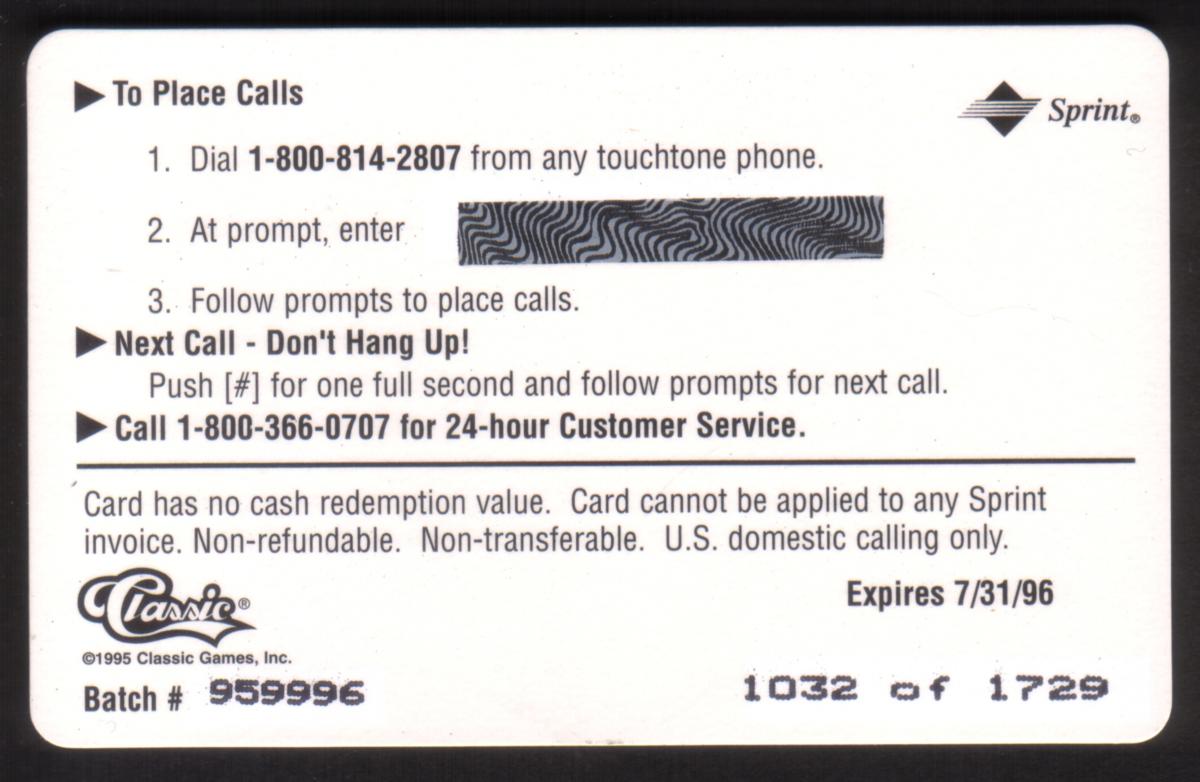 ▶ To Place Calls
Sprint®
1. Dial 1-800-814-2807 from any touchtone phone.
2. At prompt, enter
3. Follow prompts to place calls.
▶ Next Call - Don't Hang Up!
Push [#] for one full second and follow prompts for next call.
▶ Call 1-800-366-0707 for 24-hour Customer Service.
Card has no cash redemption value. Card cannot be applied to any Sprint
invoice. Non-refundable. Non-transferable. U.S. domestic calling only.
Classic®
Expires 7/31/96
©1995 Classic Games, Inc.
Batch # 959996
1032 of 1729